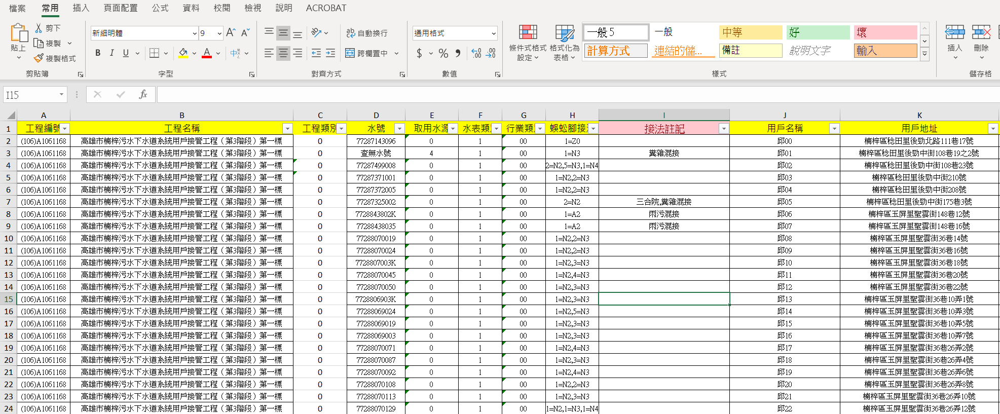 檔案 常用 插入 頁面配置 公式 資料 校閱 檢視 說明 ACROBAT
貼上 剪下 複製 複製格式 剪貼簿
新細明體 9 A A B I U A 中 字型
ab 自動換行 跨欄置中 對齊方式
通用格式 $ % 9 .00 .00 數值
條件式格式設定 格式化為表格
一般 5 一般 中等 好 壞
計算方式 連結的儲... 備註 說明文字 輸入
樣式
插入 刪除 儲存格
I15 fx
A B C D E F G H I J K
1 工程編號 工程名稱 工程類別 水號 取用水源 水表類 行業類 蜈蚣腳接 接法註記 用戶名稱 用戶地址
2 (106)A1061168 高雄市楠梓污水下水道系統用戶接管工程（第3階段）第一標 0 77287143096 0 1 00 1=Z0 邱00 楠梓區稔田里後勁北路111巷17號
3 (106)A1061168 高雄市楠梓污水下水道系統用戶接管工程（第3階段）第一標 0 查無水號 4 1 00 1=N3 糞雜混接 邱01 楠梓區稔田里後勁中街108巷19之2號
4 (106)A1061168 高雄市楠梓污水下水道系統用戶接管工程（第3階段）第一標 0 77287499008 0 1 00 2=N2,5=N3,1=N4 邱02 楠梓區稔田里後勁中街108巷23號
5 (106)A1061168 高雄市楠梓污水下水道系統用戶接管工程（第3階段）第一標 0 77287371001 0 1 00 1=N2,2=N3 邱03 楠梓區稔田里後勁中街210號
6 (106)A1061168 高雄市楠梓污水下水道系統用戶接管工程（第3階段）第一標 0 77287372005 0 1 00 1=N2,2=N3 邱04 楠梓區稔田里後勁中街208號
7 (106)A1061168 高雄市楠梓污水下水道系統用戶接管工程（第3階段）第一標 0 77287325002 0 1 00 2=N2 三合院,糞雜混接 邱05 楠梓區稔田里後勁中街175巷3號
8 (106)A1061168 高雄市楠梓污水下水道系統用戶接管工程（第3階段）第一標 0 7728843802K 0 1 00 1=A2 雨污混接 邱06 楠梓區玉屏里聖雲街148巷12號
9 (106)A1061168 高雄市楠梓污水下水道系統用戶接管工程（第3階段）第一標 0 77288438035 0 1 00 1=A2 雨污混接 邱07 楠梓區玉屏里聖雲街148巷16號
10 (106)A1061168 高雄市楠梓污水下水道系統用戶接管工程（第3階段）第一標 0 77288070019 0 1 00 1=N2,2=N3 邱08 楠梓區玉屏里聖雲街36巷14號
11 (106)A1061168 高雄市楠梓污水下水道系統用戶接管工程（第3階段）第一標 0 77288070024 0 1 00 1=N2,2=N3 邱09 楠梓區玉屏里聖雲街36巷16號
12 (106)A1061168 高雄市楠梓污水下水道系統用戶接管工程（第3階段）第一標 0 7728807003K 0 1 00 1=N2,3=N3 邱10 楠梓區玉屏里聖雲街36巷18號
13 (106)A1061168 高雄市楠梓污水下水道系統用戶接管工程（第3階段）第一標 0 77288070045 0 1 00 1=N2,4=N3 邱11 楠梓區玉屏里聖雲街36巷20號
14 (106)A1061168 高雄市楠梓污水下水道系統用戶接管工程（第3階段）第一標 0 77288070050 0 1 00 1=N2,3=N3 邱12 楠梓區玉屏里聖雲街36巷22號
15 (106)A1061168 高雄市楠梓污水下水道系統用戶接管工程（第3階段）第一標 0 7728806903K 0 1 00 1=N2,3=N3 邱13 楠梓區玉屏里聖雲街36巷10弄1號
16 (106)A1061168 高雄市楠梓污水下水道系統用戶接管工程（第3階段）第一標 0 77288069024 0 1 00 1=N2,5=N3 邱14 楠梓區玉屏里聖雲街36巷10弄3號
17 (106)A1061168 高雄市楠梓污水下水道系統用戶接管工程（第3階段）第一標 0 77288069019 0 1 00 1=N2,3=N3 邱15 楠梓區玉屏里聖雲街36巷10弄5號
18 (106)A1061168 高雄市楠梓污水下水道系統用戶接管工程（第3階段）第一標 0 77288069003 0 1 00 1=N2,3=N3 邱16 楠梓區玉屏里聖雲街36巷10弄7號
19 (106)A1061168 高雄市楠梓污水下水道系統用戶接管工程（第3階段）第一標 0 77288070071 0 1 00 1=N2,4=N3 邱17 楠梓區玉屏里聖雲街36巷26弄2號
20 (106)A1061168 高雄市楠梓污水下水道系統用戶接管工程（第3階段）第一標 0 77288070087 0 1 00 1=N2,3=N3 邱18 楠梓區玉屏里聖雲街36巷26弄4號
21 (106)A1061168 高雄市楠梓污水下水道系統用戶接管工程（第3階段）第一標 0 77288070092 0 1 00 1=N2,4=N3 邱19 楠梓區玉屏里聖雲街36巷26弄6號
22 (106)A1061168 高雄市楠梓污水下水道系統用戶接管工程（第3階段）第一標 0 77288070108 0 1 00 1=N2,2=N3 邱20 楠梓區玉屏里聖雲街36巷26弄8號
23 (106)A1061168 高雄市楠梓污水下水道系統用戶接管工程（第3階段）第一標 0 77288070113 0 1 00 1=N2,3=N3 邱21 楠梓區玉屏里聖雲街36巷26弄10號
24 (106)A1061168 高雄市楠梓污水下水道系統用戶接管工程（第3階段）第一標 0 77288070129 0 1 00 1=N2,1=N3,1=N4 邱22 楠梓區玉屏里聖雲街36巷26弄12號